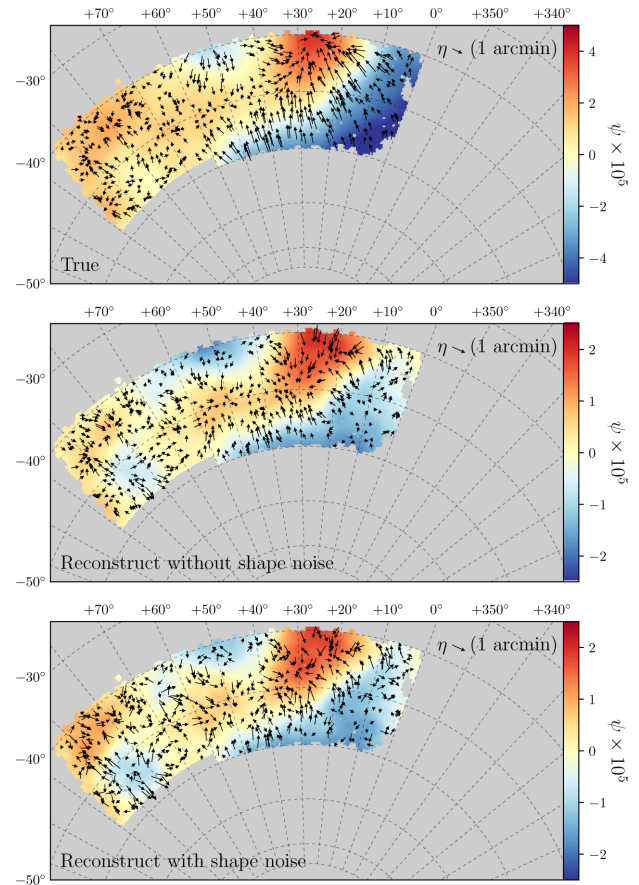 +70° +60° +50° +40° +30° +20° +10° 0° +350° +340°
η (1 arcmin)
−30°
−40°
−50°
True
4
2
0
−2
−4
ψ × 10⁵
+70° +60° +50° +40° +30° +20° 0° +350° +340°
η (1 arcmin)
−30°
−40°
−50°
Reconstruct without shape noise
2
1
0
−1
−2
ψ × 10⁵
+70° +60° +50° +40° +30° +20° 0° +350° +340°
η (1 arcmin)
−30°
−40°
−50°
Reconstruct with shape noise
2
1
0
−1
−2
ψ × 10⁵